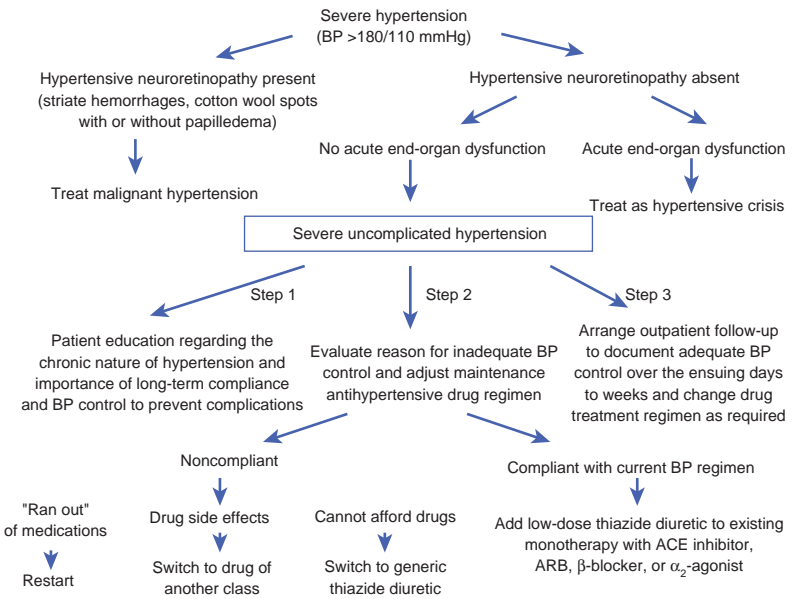 Severe hypertension
(BP >180/110 mmHg)
Hypertensive neuroretinopathy present
(striate hemorrhages, cotton wool spots
with or without papilledema)
Hypertensive neuroretinopathy absent
No acute end-organ dysfunction
Acute end-organ dysfunction
Treat malignant hypertension
Treat as hypertensive crisis
Severe uncomplicated hypertension
Step 1
Step 2
Step 3
Patient education regarding the
chronic nature of hypertension and
importance of long-term compliance
and BP control to prevent complications
Evaluate reason for inadequate BP
control and adjust maintenance
antihypertensive drug regimen
Arrange outpatient follow-up
to document adequate BP
control over the ensuing days
to weeks and change drug
treatment regimen as required
Noncompliant
Compliant with current BP regimen
"Ran out"
of medications
Restart
Drug side effects
Switch to drug of
another class
Cannot afford drugs
Switch to generic
thiazide diuretic
Add low-dose thiazide diuretic to existing
monotherapy with ACE inhibitor,
ARB, β-blocker, or α₂-agonist